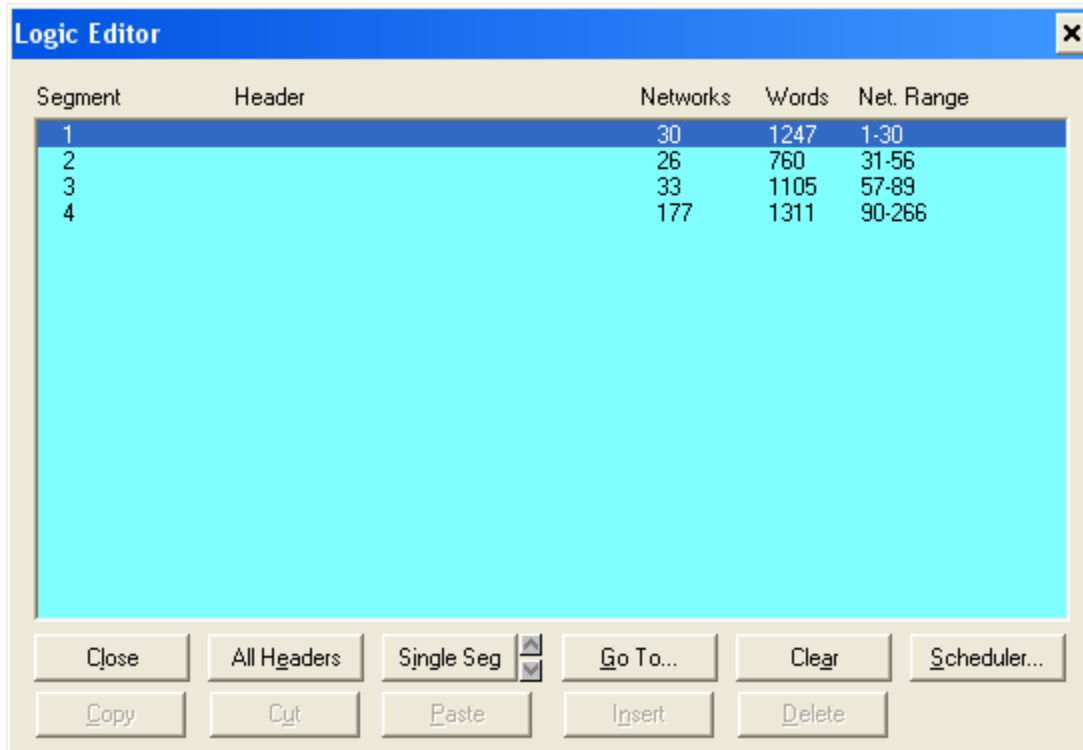 Logic Editor
Segment Header Networks Words Net. Range
1 30 1247 1-30
2 26 760 31-56
3 33 1105 57-89
4 177 1311 90-266
Close All Headers Single Seg Go To... Clear Scheduler...
Copy Cut Paste Insert Delete